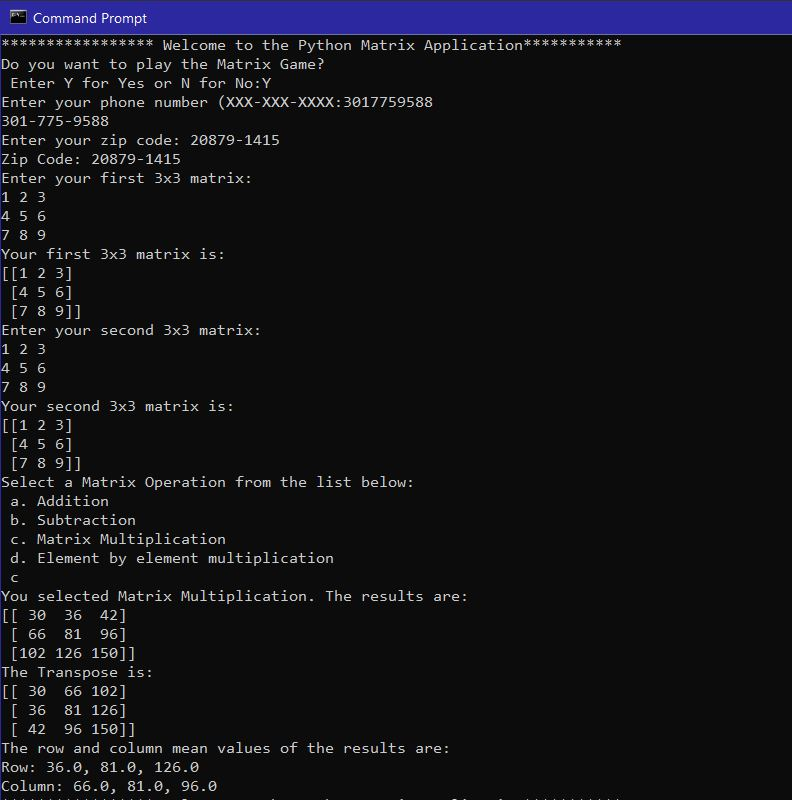 Command Prompt
***************** Welcome to the Python Matrix Application***********
Do you want to play the Matrix Game?
 Enter Y for Yes or N for No:Y
Enter your phone number (XXX-XXX-XXXX:3017759588
301-775-9588
Enter your zip code: 20879-1415
Zip Code: 20879-1415
Enter your first 3x3 matrix:
1 2 3
4 5 6
7 8 9
Your first 3x3 matrix is:
[[1 2 3]
 [4 5 6]
 [7 8 9]]
Enter your second 3x3 matrix:
1 2 3
4 5 6
7 8 9
Your second 3x3 matrix is:
[[1 2 3]
 [4 5 6]
 [7 8 9]]
Select a Matrix Operation from the list below:
 a. Addition
 b. Subtraction
 c. Matrix Multiplication
 d. Element by element multiplication
 c
You selected Matrix Multiplication. The results are:
[[ 30  36  42]
 [ 66  81  96]
 [102 126 150]]
The Transpose is:
[[ 30  66 102]
 [ 36  81 126]
 [ 42  96 150]]
The row and column mean values of the results are:
Row: 36.0, 81.0, 126.0
Column: 66.0, 81.0, 96.0